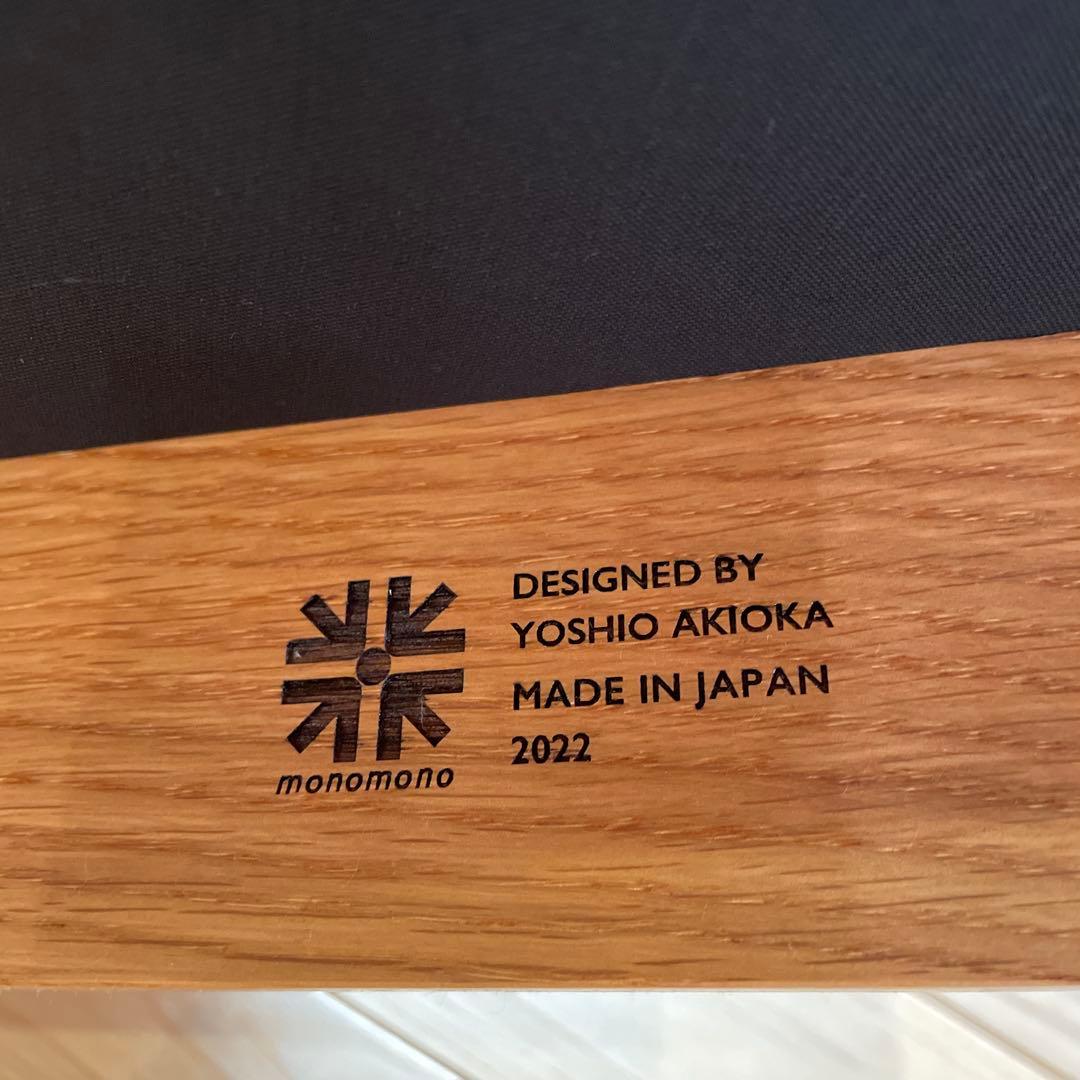 DESIGNED BY
YOSHIO AKIOKA
MADE IN JAPAN
2022
monomono